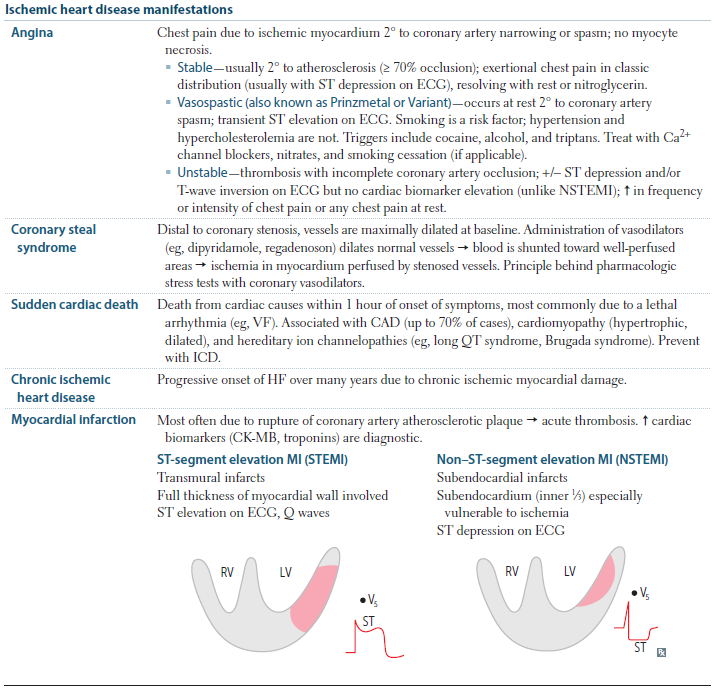 Ischemic heart disease manifestations
Angina
Chest pain due to ischemic myocardium 2° to coronary artery narrowing or spasm; no myocyte
necrosis.
▪ Stable—usually 2° to atherosclerosis (≥ 70% occlusion); exertional chest pain in classic
distribution (usually with ST depression on ECG), resolving with rest or nitroglycerin.
▪ Vasospastic (also known as Prinzmetal or Variant)—occurs at rest 2° to coronary artery
spasm; transient ST elevation on ECG. Smoking is a risk factor; hypertension and
hypercholesterolemia are not. Triggers include cocaine, alcohol, and triptans. Treat with Ca²⁺
channel blockers, nitrates, and smoking cessation (if applicable).
▪ Unstable—thrombosis with incomplete coronary artery occlusion; +/– ST depression and/or
T-wave inversion on ECG but no cardiac biomarker elevation (unlike NSTEMI); ↑ in frequency
or intensity of chest pain or any chest pain at rest.
Coronary steal
syndrome
Distal to coronary stenosis, vessels are maximally dilated at baseline. Administration of vasodilators
(eg, dipyridamole, regadenoson) dilates normal vessels → blood is shunted toward well-perfused
areas → ischemia in myocardium perfused by stenosed vessels. Principle behind pharmacologic
stress tests with coronary vasodilators.
Sudden cardiac death
Death from cardiac causes within 1 hour of onset of symptoms, most commonly due to a lethal
arrhythmia (eg, VF). Associated with CAD (up to 70% of cases), cardiomyopathy (hypertrophic,
dilated), and hereditary ion channelopathies (eg, long QT syndrome, Brugada syndrome). Prevent
with ICD.
Chronic ischemic
heart disease
Progressive onset of HF over many years due to chronic ischemic myocardial damage.
Myocardial infarction
Most often due to rupture of coronary artery atherosclerotic plaque → acute thrombosis. ↑ cardiac
biomarkers (CK-MB, troponins) are diagnostic.
ST-segment elevation MI (STEMI)
Transmural infarcts
Full thickness of myocardial wall involved
ST elevation on ECG, Q waves
Non–ST-segment elevation MI (NSTEMI)
Subendocardial infarcts
Subendocardium (inner ⅓) especially
vulnerable to ischemia
ST depression on ECG
RV
LV
V₅
ST
RV
LV
V₅
ST
Rx